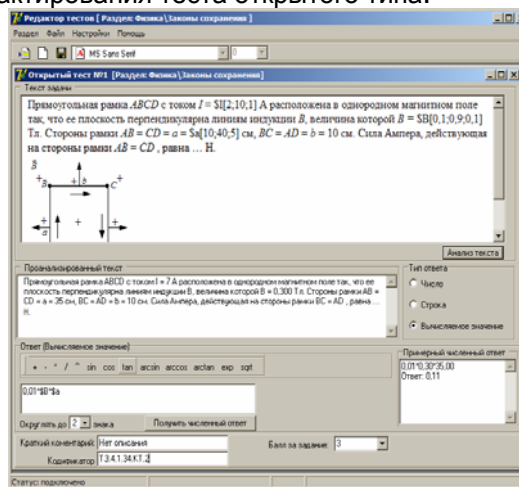 актирования теста открытого типа.
Редактор тестов [ Раздел: Физика\Законы сохранения ]
Раздел Файл Настройки Помощь
MS Sans Serif 0
Открытый тест №1 [Раздел: Физика\Законы сохранения]
Текст задачи
Прямоугольная рамка ABCD с током I = $I[2;10;1] А расположена в однородном магнитном поле
так, что ее плоскость перпендикулярна линиям индукции B, величина которой B = $B[0,1;0,9;0,1]
Тл. Стороны рамки AB = CD = a = $a[10;40;5] см, BC = AD = b = 10 см. Сила Ампера, действующая
на стороны рамки AB = CD , равна … Н.
B
B b C
a
Анализ текста
Проанализированный текст
Прямоугольная рамка ABCD с током I = 7 А расположена в однородном магнитном поле так, что ее
плоскость перпендикулярна линиям индукции B, величина которой B = 0,300 Тл. Стороны рамки AB =
CD = a = 35 см, BC = AD = b = 10 см. Сила Ампера, действующая на стороны рамки BC = AD , равна …
Н.
Тип ответа
Число
Строка
Вычисляемое значение
Ответ (Вычисляемое значение)
+ - * / ^ sin cos tan arcsin arccos arctan exp sqrt
0,01*$B*$a
Примерный численный ответ
0,01*0,30*35,00
Ответ: 0,11
Округлять до 2 знака Получить численный ответ
Краткий коментарий: Нет описания Балл за задание: 3
Кодификатор Т3.4.1.34;КТ.2
Статус: подключено